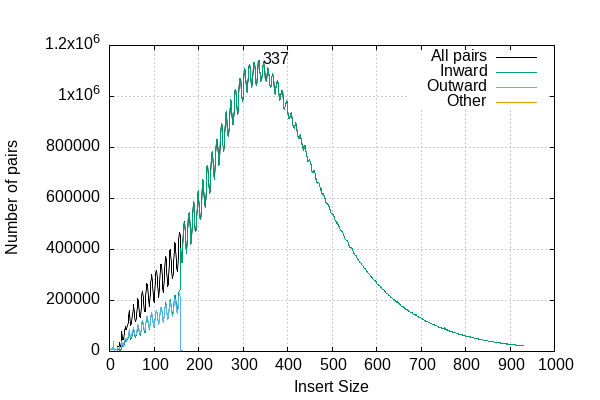 1.2x10^6
337
All pairs
Inward
Outward
Other
1x10^6
800000
600000
400000
200000
0
Number of pairs
0 100 200 300 400 500 600 700 800 900 1000
Insert Size